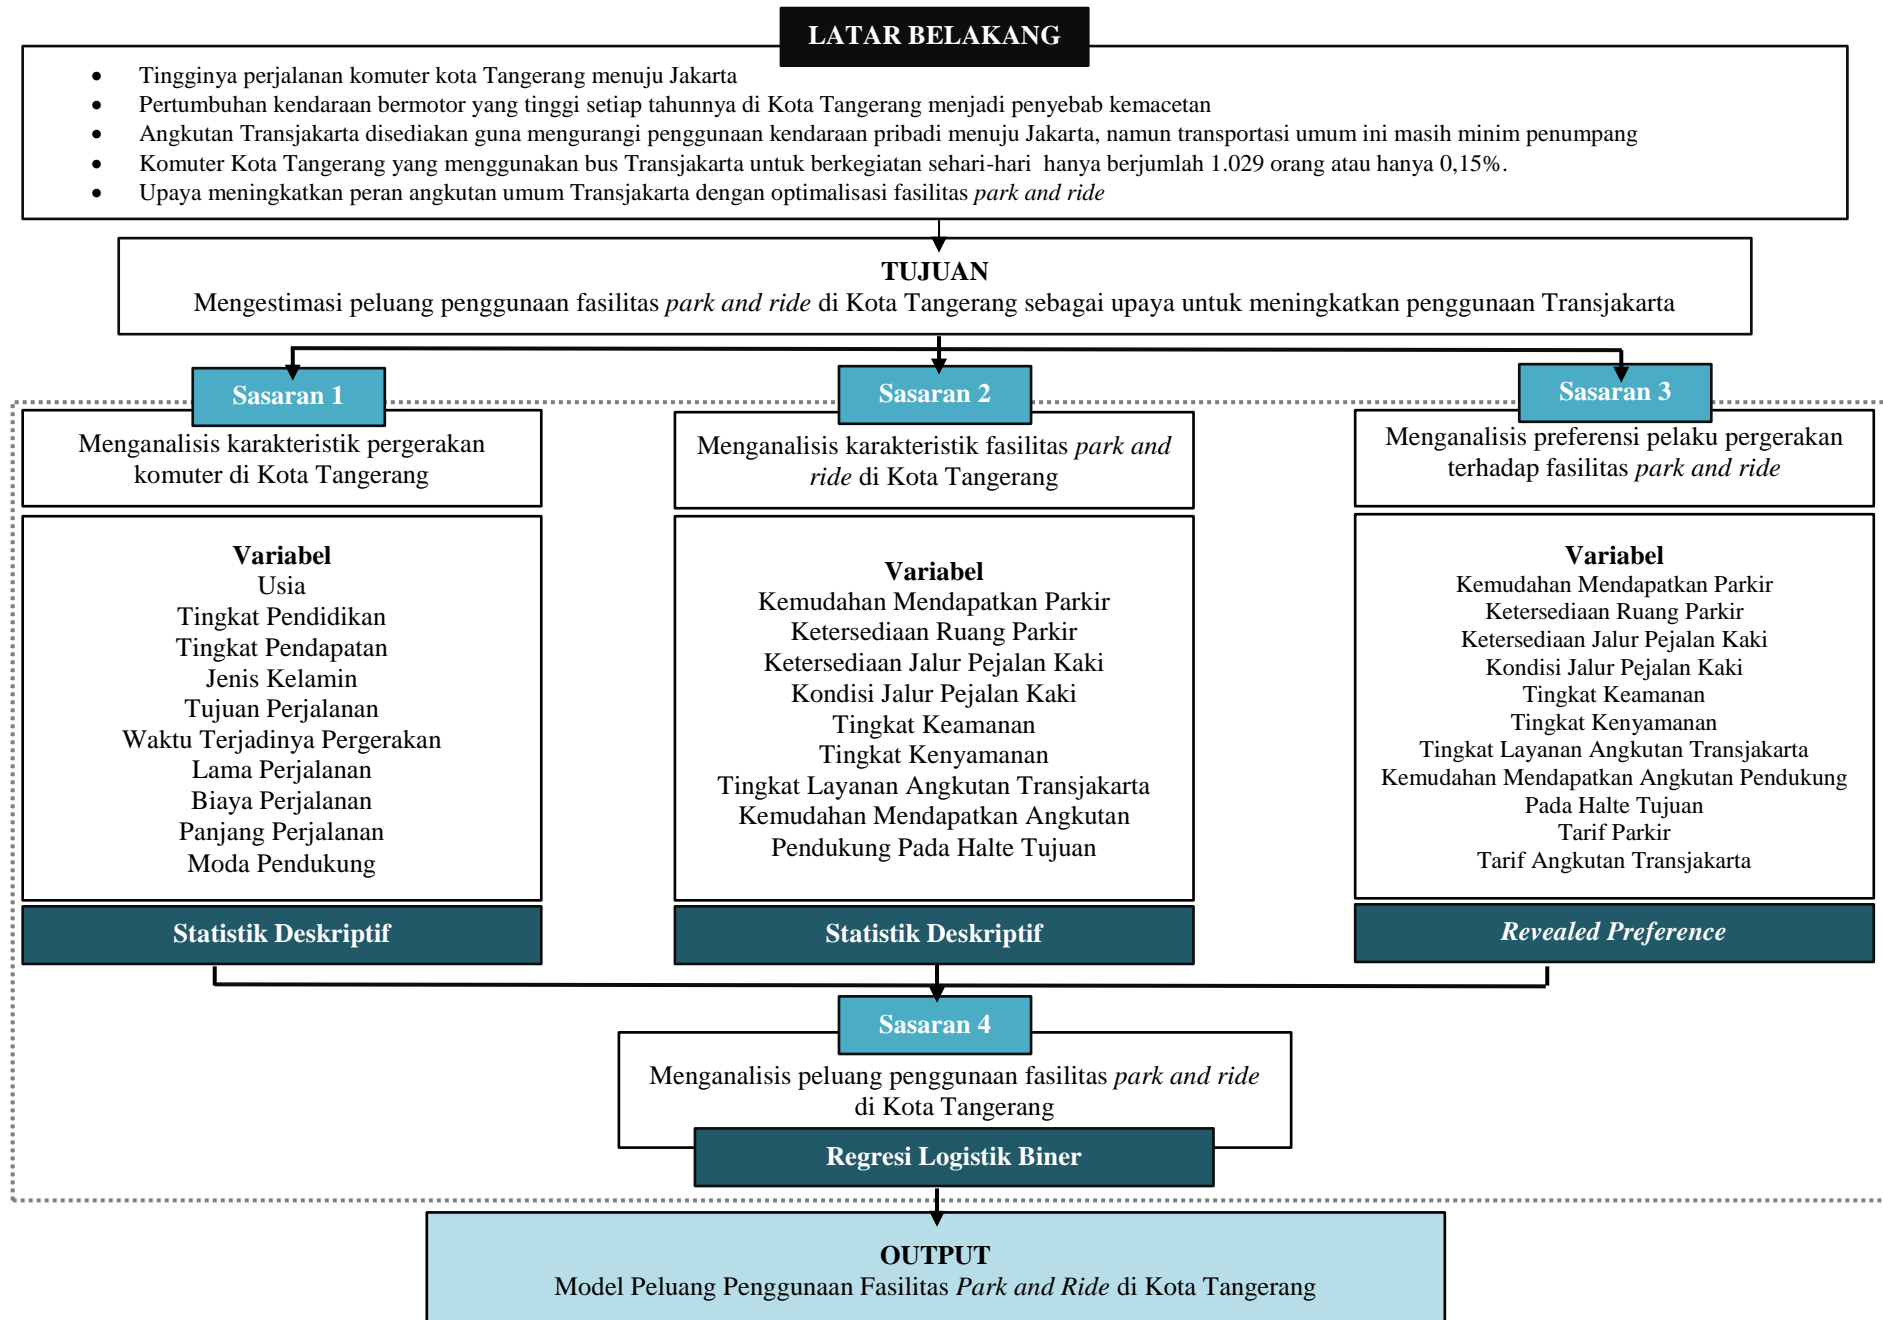 LATAR BELAKANG
• Tingginya perjalanan komuter kota Tangerang menuju Jakarta
• Pertumbuhan kendaraan bermotor yang tinggi setiap tahunnya di Kota Tangerang menjadi penyebab kemacetan
• Angkutan Transjakarta disediakan guna mengurangi penggunaan kendaraan pribadi menuju Jakarta, namun transportasi umum ini masih minim penumpang
• Komuter Kota Tangerang yang menggunakan bus Transjakarta untuk berkegiatan sehari-hari hanya berjumlah 1.029 orang atau hanya 0,15%.
• Upaya meningkatkan peran angkutan umum Transjakarta dengan optimalisasi fasilitas park and ride
TUJUAN
Mengestimasi peluang penggunaan fasilitas park and ride di Kota Tangerang sebagai upaya untuk meningkatkan penggunaan Transjakarta
Sasaran 1
Menganalisis karakteristik pergerakan
komuter di Kota Tangerang
Variabel
Usia
Tingkat Pendidikan
Tingkat Pendapatan
Jenis Kelamin
Tujuan Perjalanan
Waktu Terjadinya Pergerakan
Lama Perjalanan
Biaya Perjalanan
Panjang Perjalanan
Moda Pendukung
Statistik Deskriptif
Sasaran 2
Menganalisis karakteristik fasilitas park and
ride di Kota Tangerang
Variabel
Kemudahan Mendapatkan Parkir
Ketersediaan Ruang Parkir
Ketersediaan Jalur Pejalan Kaki
Kondisi Jalur Pejalan Kaki
Tingkat Keamanan
Tingkat Kenyamanan
Tingkat Layanan Angkutan Transjakarta
Kemudahan Mendapatkan Angkutan
Pendukung Pada Halte Tujuan
Statistik Deskriptif
Sasaran 3
Menganalisis preferensi pelaku pergerakan
terhadap fasilitas park and ride
Variabel
Kemudahan Mendapatkan Parkir
Ketersediaan Ruang Parkir
Ketersediaan Jalur Pejalan Kaki
Kondisi Jalur Pejalan Kaki
Tingkat Keamanan
Tingkat Kenyamanan
Tingkat Layanan Angkutan Transjakarta
Kemudahan Mendapatkan Angkutan Pendukung
Pada Halte Tujuan
Tarif Parkir
Tarif Angkutan Transjakarta
Revealed Preference
Sasaran 4
Menganalisis peluang penggunaan fasilitas park and ride
di Kota Tangerang
Regresi Logistik Biner
OUTPUT
Model Peluang Penggunaan Fasilitas Park and Ride di Kota Tangerang